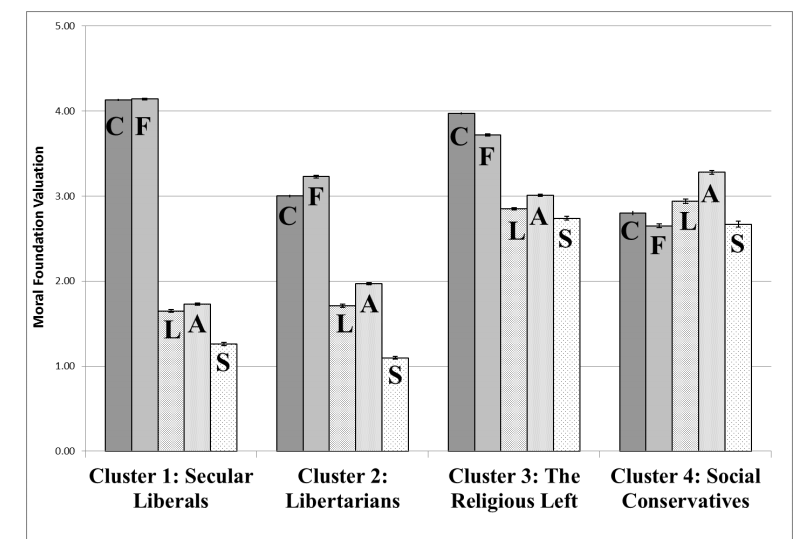 5.00
4.00
3.00
2.00
1.00
0.00
Moral Foundation Valuation
C F L A S
C F L A S
C F L A S
C F L A S
Cluster 1: Secular
Liberals
Cluster 2:
Libertarians
Cluster 3: The
Religious Left
Cluster 4: Social
Conservatives